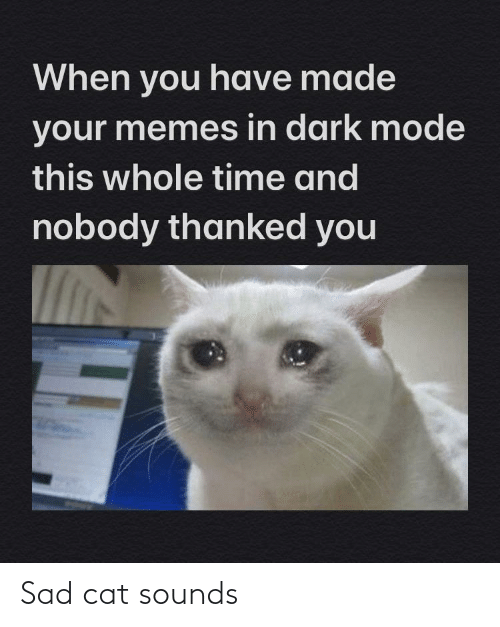 When you have made
your memes in dark mode
this whole time and
nobody thanked you
Sad cat sounds